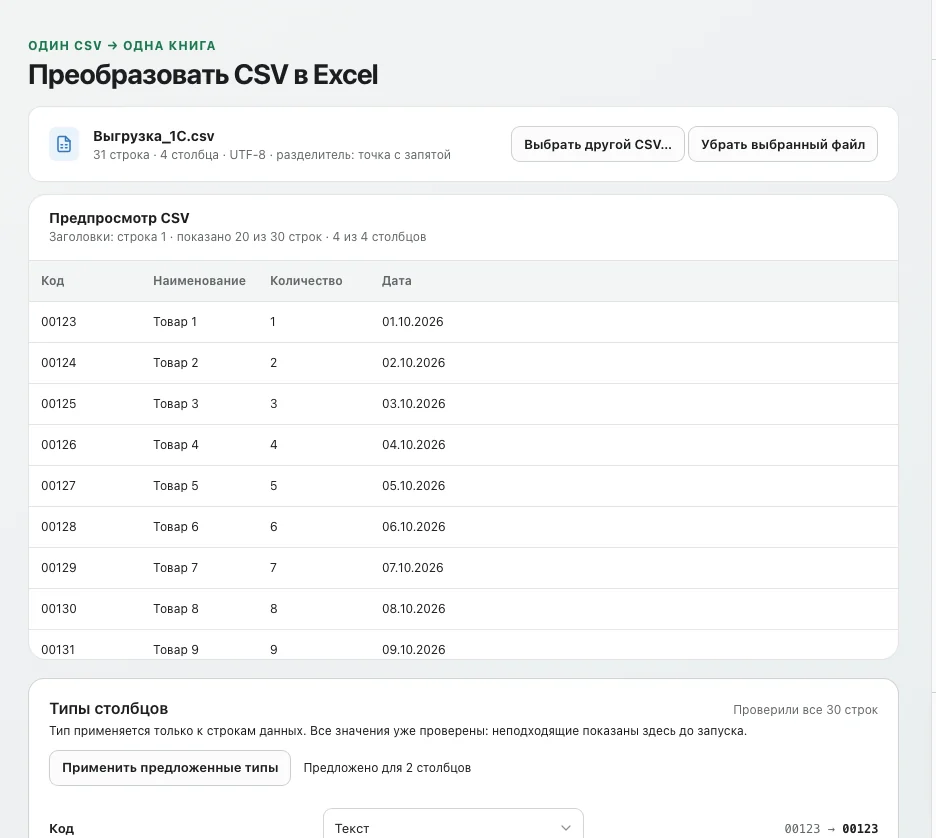 ОДИН CSV → ОДНА КНИГА
Преобразовать CSV в Excel
Выгрузка_1С.csv
31 строка · 4 столбца · UTF-8 · разделитель: точка с запятой
Выбрать другой CSV...
Убрать выбранный файл
Предпросмотр CSV
Заголовки: строка 1 · показано 20 из 30 строк · 4 из 4 столбцов
Код Наименование Количество Дата
00123 Товар 1 1 01.10.2026
00124 Товар 2 2 02.10.2026
00125 Товар 3 3 03.10.2026
00126 Товар 4 4 04.10.2026
00127 Товар 5 5 05.10.2026
00128 Товар 6 6 06.10.2026
00129 Товар 7 7 07.10.2026
00130 Товар 8 8 08.10.2026
00131 Товар 9 9 09.10.2026
Типы столбцов
Проверили все 30 строк
Тип применяется только к строкам данных. Все значения уже проверены: неподходящие показаны здесь до запуска.
Применить предложенные типы
Предложено для 2 столбцов
Код Текст 00123 → 00123